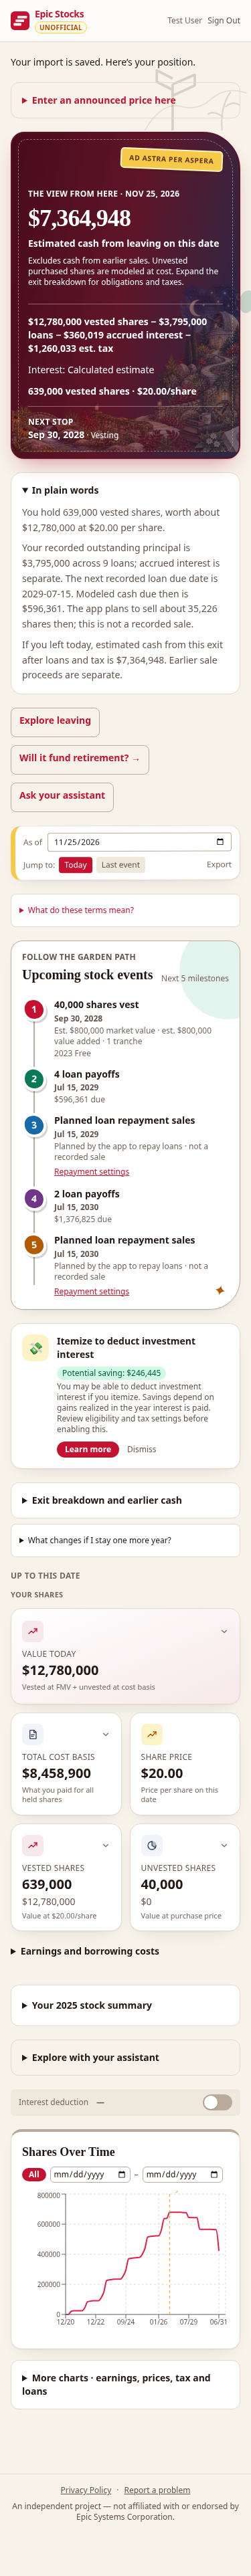 Epic Stocks
UNOFFICIAL
Test User Sign Out
Your import is saved. Here's your position.
Enter an announced price here
AD ASTRA PER ASPERA
THE VIEW FROM HERE · NOV 25, 2026
$7,364,948
Estimated cash from leaving on this date
Excludes cash from earlier sales. Unvested
purchased shares are modeled at cost. Expand the
exit breakdown for obligations and taxes.
$12,780,000 vested shares − $3,795,000
loans − $360,019 accrued interest −
$1,260,033 est. tax
Interest: Calculated estimate
639,000 vested shares · $20.00/share
NEXT STOP
Sep 30, 2028 · Vesting
In plain words
You hold 639,000 vested shares, worth about
$12,780,000 at $20.00 per share.
Your recorded outstanding principal is
$3,795,000 across 9 loans; accrued interest is
separate. The next recorded loan due date is
2029-07-15. Modeled cash due then is
$596,361. The app plans to sell about 35,226
shares then; this is not a recorded sale.
If you left today, estimated cash from this exit
after loans and tax is $7,364,948. Earlier sale
proceeds are separate.
Explore leaving
Will it fund retirement? →
Ask your assistant
As of 11/25/2026
Jump to: Today Last event Export
What do these terms mean?
FOLLOW THE GARDEN PATH
Upcoming stock events Next 5 milestones
1 40,000 shares vest
Sep 30, 2028
Est. $800,000 market value · est. $800,000
value added · 1 tranche
2023 Free
2 4 loan payoffs
Jul 15, 2029
$596,361 due
3 Planned loan repayment sales
Jul 15, 2029
Planned by the app to repay loans · not a
recorded sale
Repayment settings
4 2 loan payoffs
Jul 15, 2030
$1,376,825 due
5 Planned loan repayment sales
Jul 15, 2030
Planned by the app to repay loans · not a
recorded sale
Repayment settings
Itemize to deduct investment
interest
Potential saving: $246,445
You may be able to deduct investment
interest if you itemize. Savings depend on
gains realized in the year interest is paid.
Review eligibility and tax settings before
enabling this.
Learn more Dismiss
Exit breakdown and earlier cash
What changes if I stay one more year?
UP TO THIS DATE
YOUR SHARES
VALUE TODAY
$12,780,000
Vested at FMV + unvested at cost basis
TOTAL COST BASIS
$8,458,900
What you paid for all
held shares
SHARE PRICE
$20.00
Price per share on this
date
VESTED SHARES
639,000
$12,780,000
Value at $20.00/share
UNVESTED SHARES
40,000
$0
Value at purchase price
Earnings and borrowing costs
Your 2025 stock summary
Explore with your assistant
Interest deduction —
Shares Over Time
All mm/dd/yyyy – mm/dd/yyyy
800000
600000
400000
200000
0
12/20 12/22 09/24 01/26 07/29 06/31
More charts · earnings, prices, tax and
loans
Privacy Policy · Report a problem
An independent project — not affiliated with or endorsed by
Epic Systems Corporation.